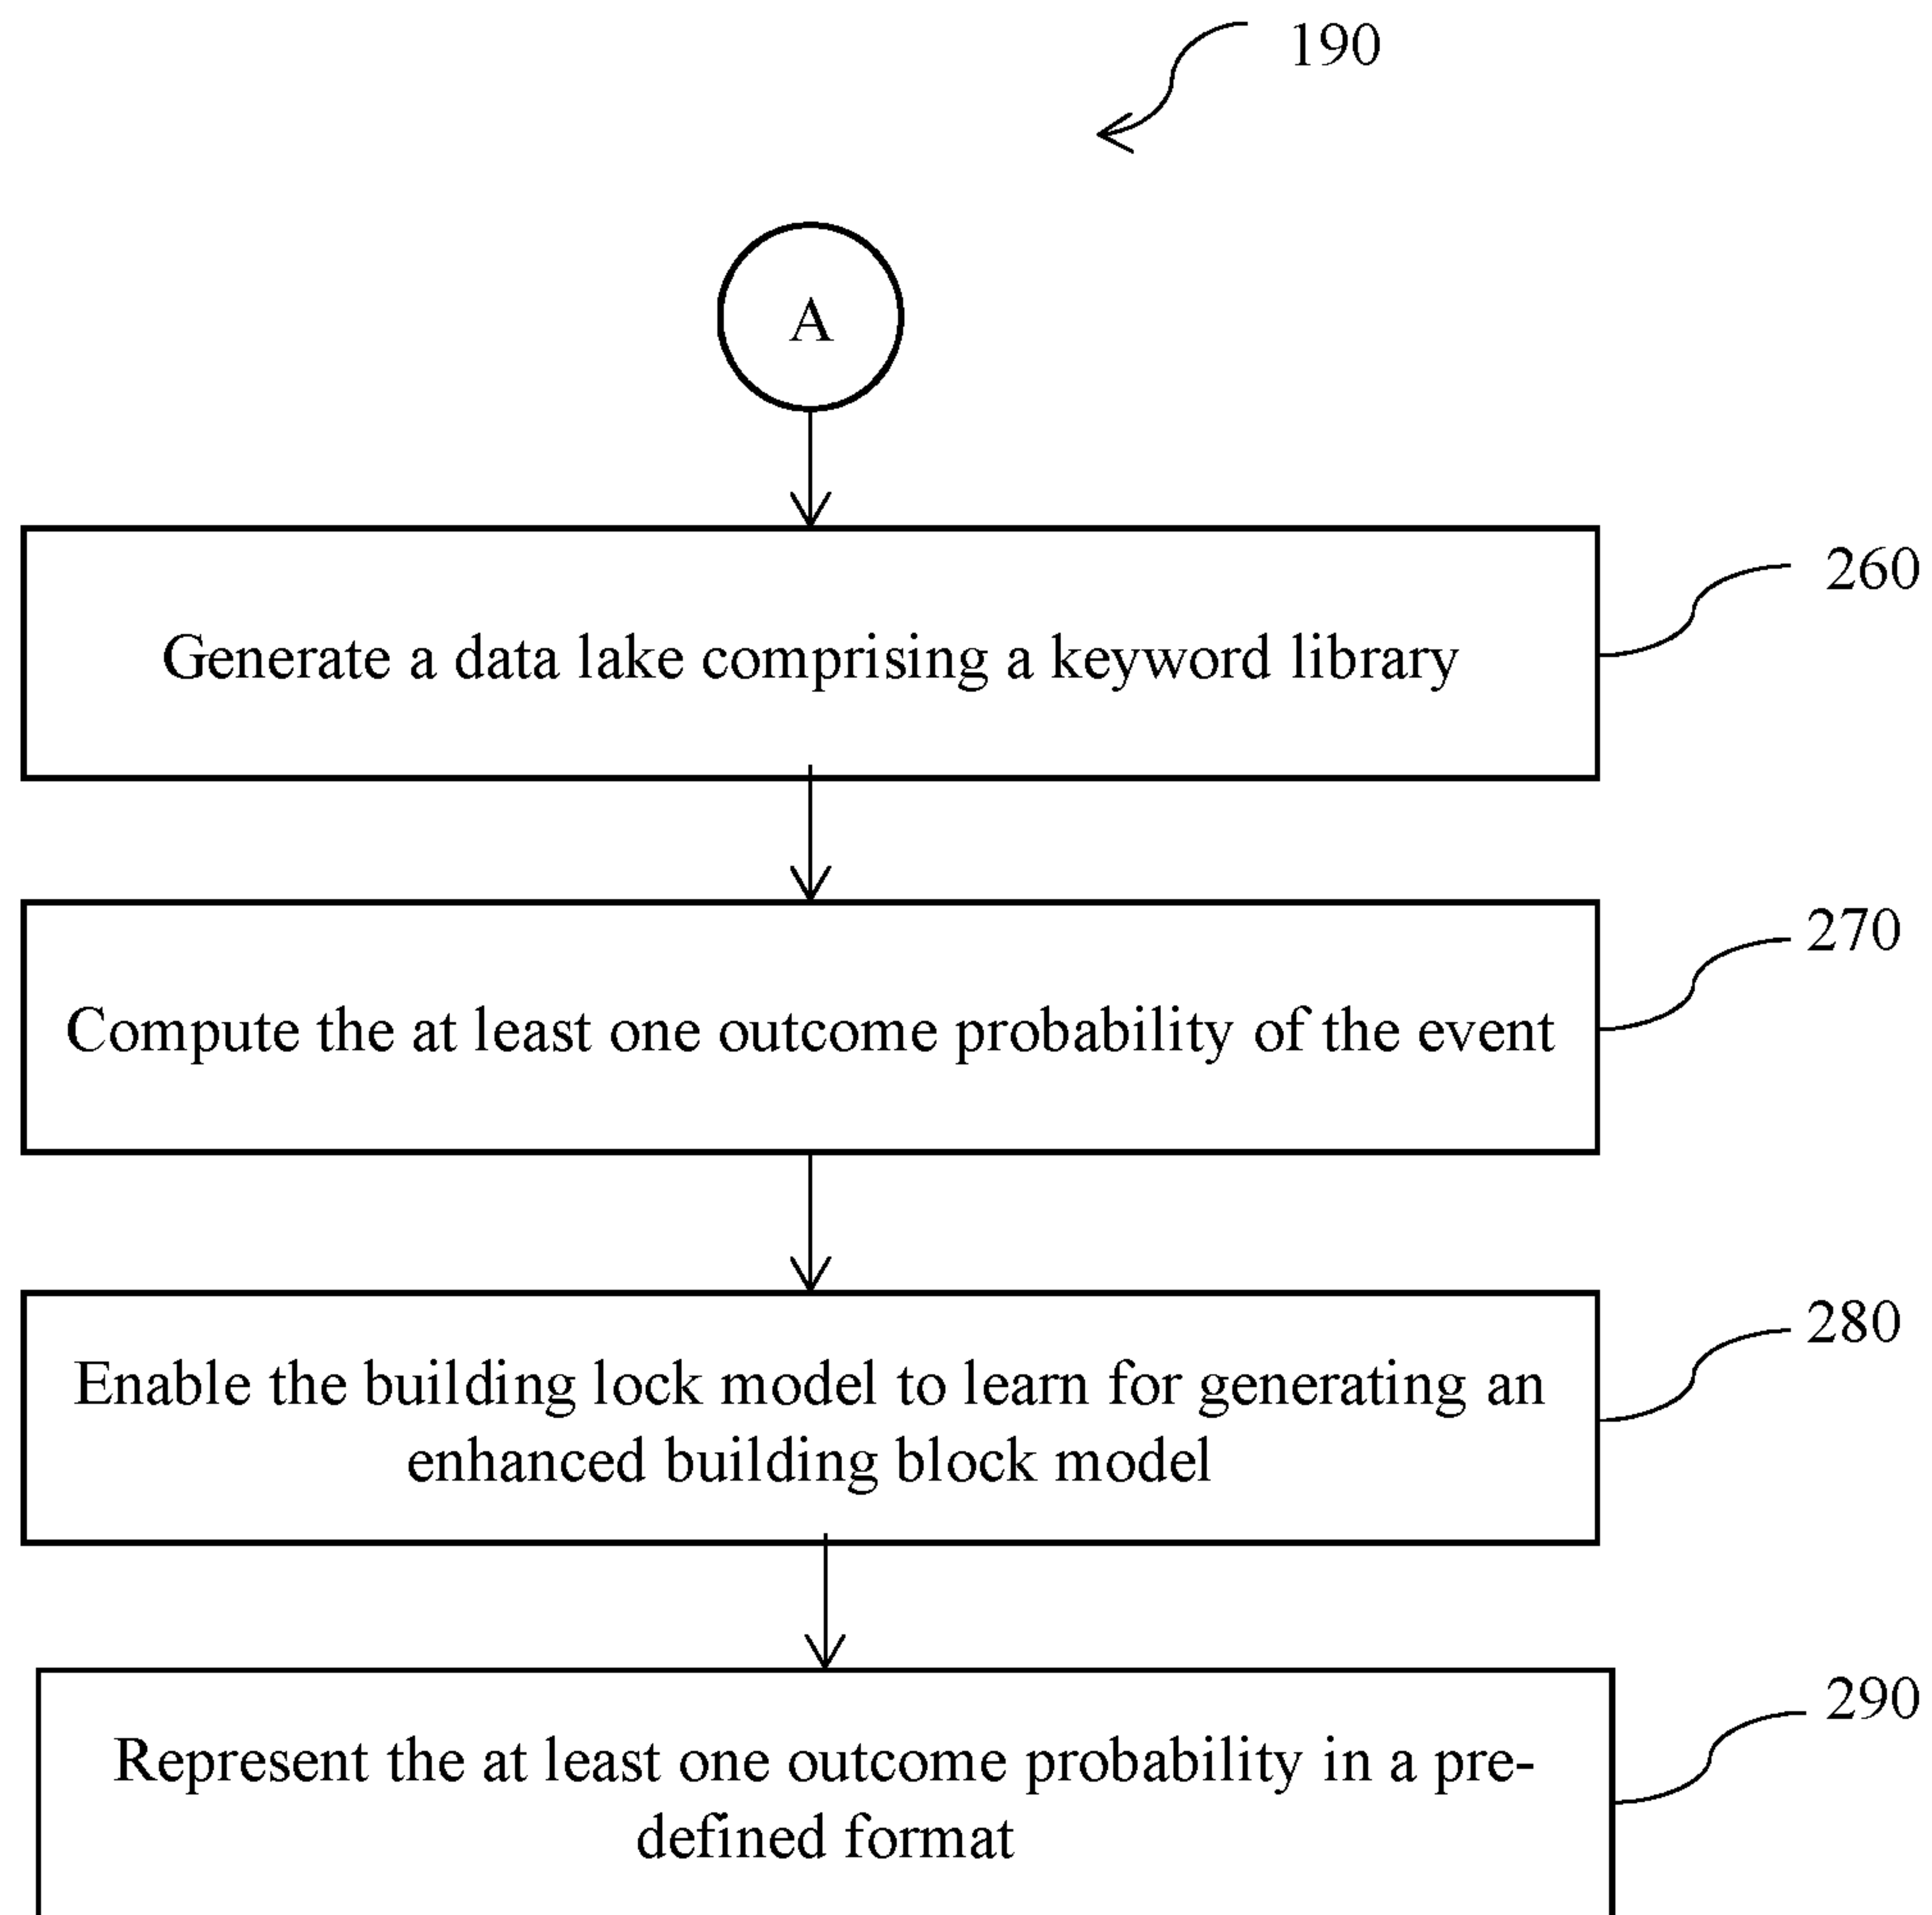 190
A
Generate a data lake comprising a keyword library
260
Compute the at least one outcome probability of the event
270
Enable the building lock model to learn for generating an
enhanced building block model
280
Represent the at least one outcome probability in a pre-
defined format
290